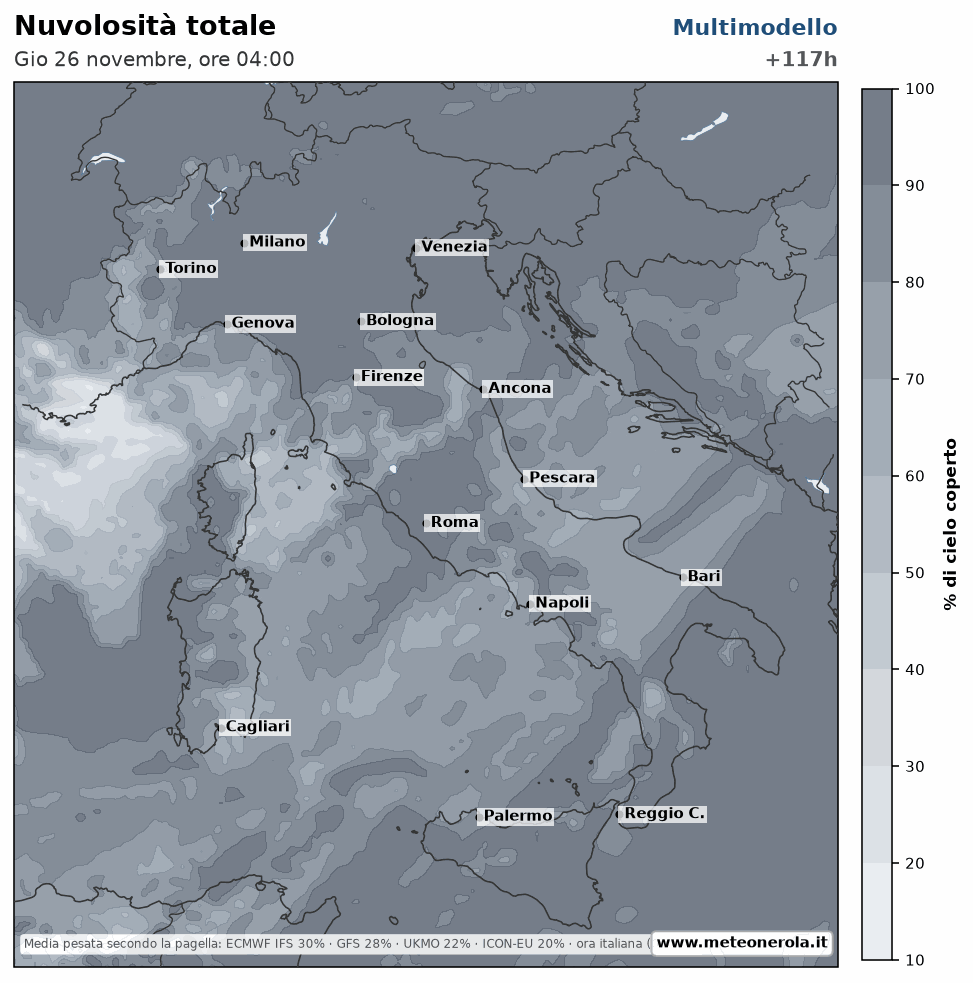 Nuvolosità totale
Multimodello
Gio 26 novembre, ore 04:00
+117h
100
90
80
70
60
50
40
30
20
10
% di cielo coperto
Milano
Venezia
Torino
Genova
Bologna
Firenze
Ancona
Pescara
Roma
Bari
Napoli
Cagliari
Palermo
Reggio C.
Media pesata secondo la pagella: ECMWF IFS 30% · GFS 28% · UKMO 22% · ICON-EU 20% · ora italiana (
www.meteonerola.it